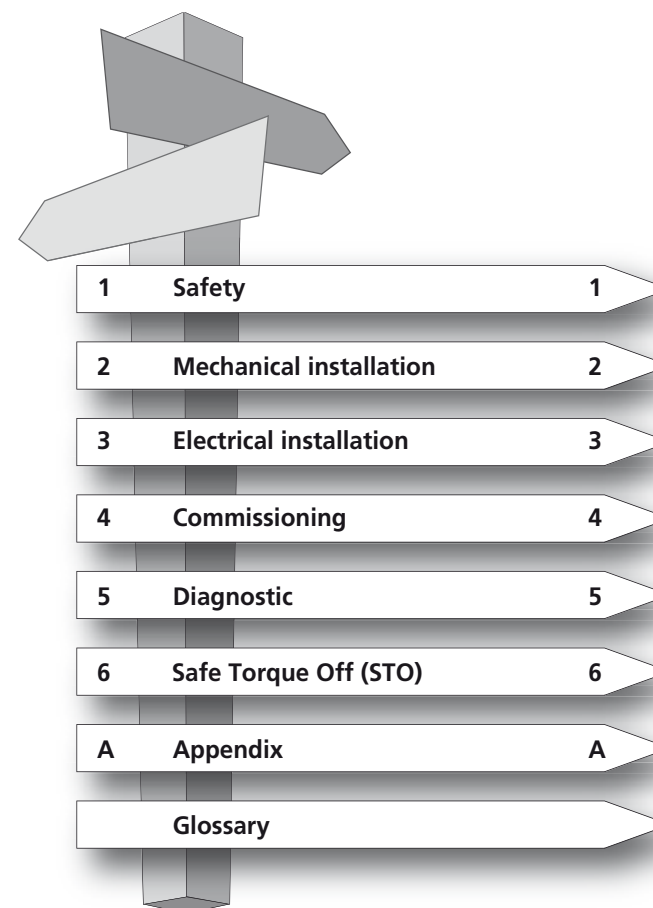 1 Safety 1
2 Mechanical installation 2
3 Electrical installation 3
4 Commissioning 4
5 Diagnostic 5
6 Safe Torque Off (STO) 6
A Appendix A
Glossary